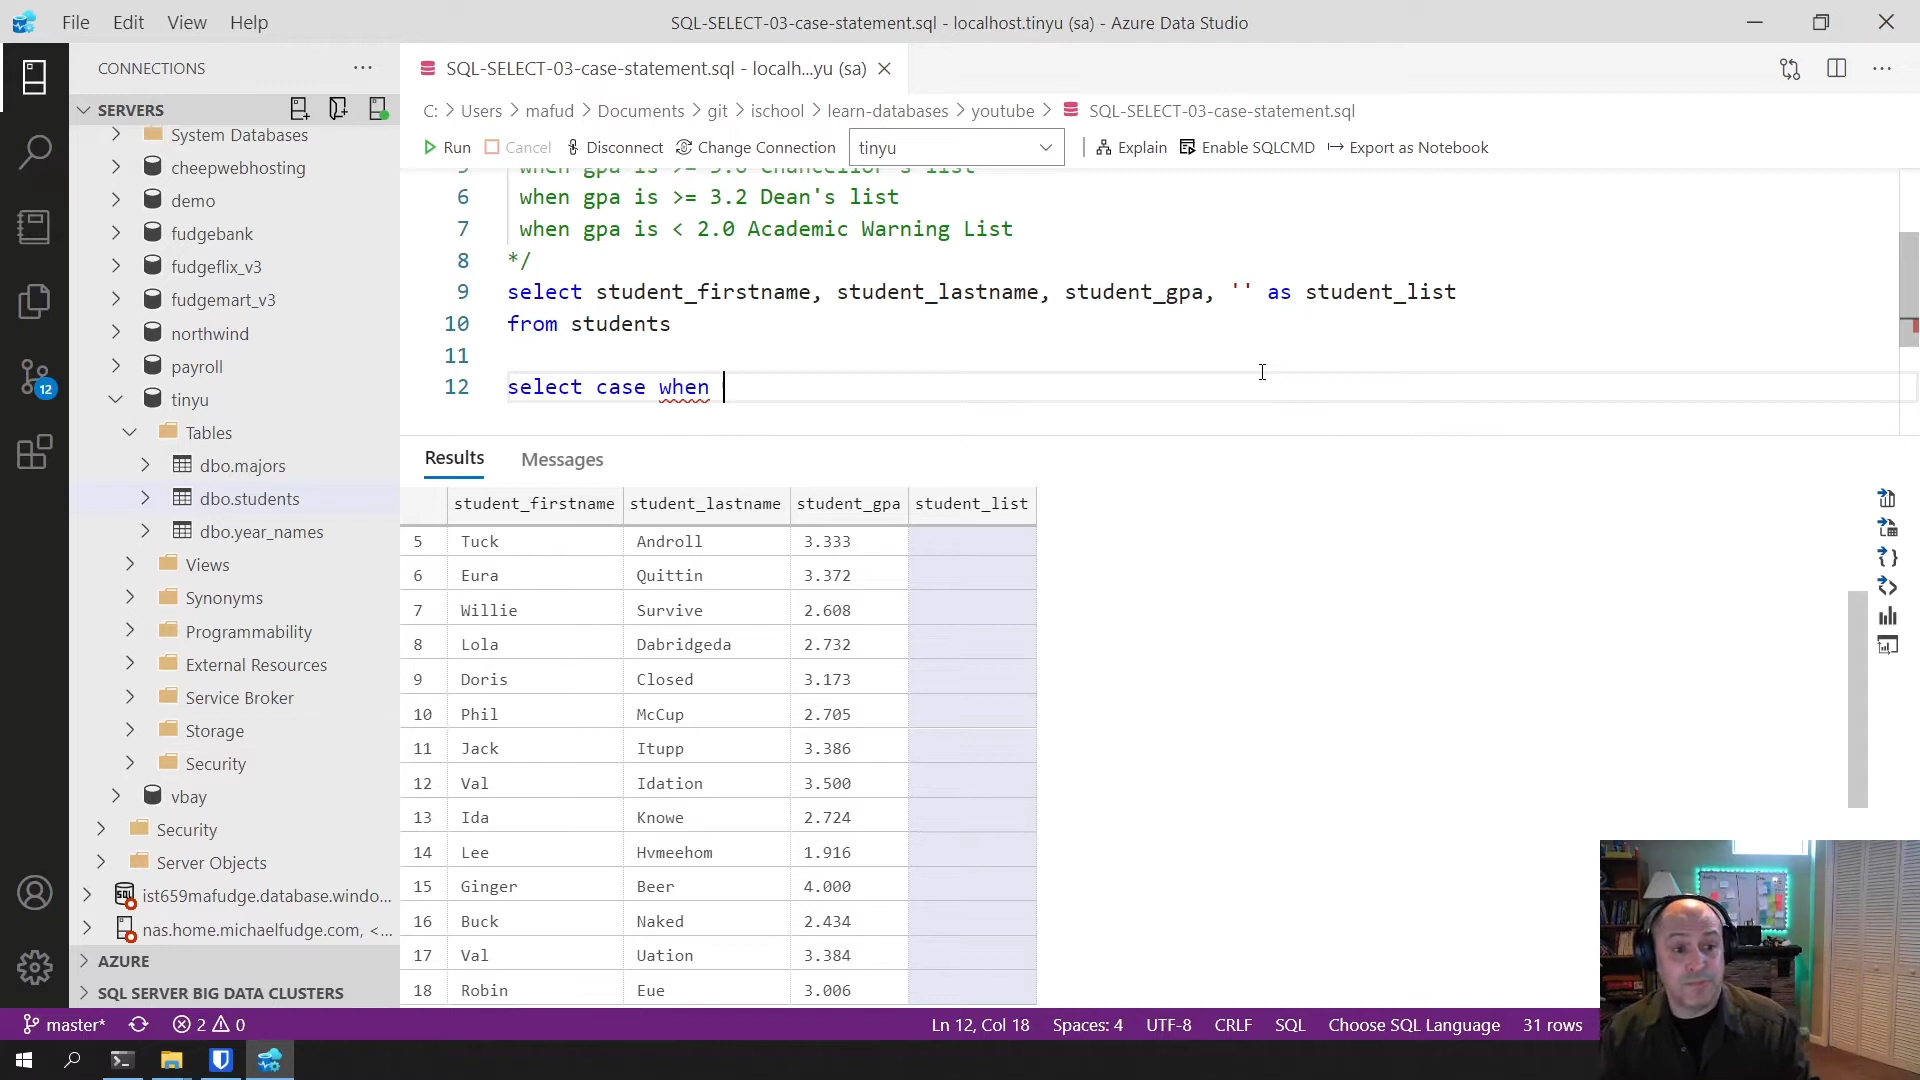 File Edit View Help
SQL-SELECT-03-case-statement.sql - localhost.tinyu (sa) - Azure Data Studio
CONNECTIONS
SERVERS
System Databases
cheepwebhosting
demo
fudgebank
fudgeflix_v3
fudgemart_v3
northwind
payroll
tinyu
Tables
dbo.majors
dbo.students
dbo.year_names
Views
Synonyms
Programmability
External Resources
Service Broker
Storage
Security
vbay
Security
Server Objects
ist659mafudge.database.windo...
nas.home.michaelfudge.com, <...
AZURE
SQL SERVER BIG DATA CLUSTERS
12
SQL-SELECT-03-case-statement.sql - localh...yu (sa)
C: > Users > mafud > Documents > git > ischool > learn-databases > youtube > SQL-SELECT-03-case-statement.sql
Run Cancel Disconnect Change Connection tinyu Explain Enable SQLCMD Export as Notebook
6 when gpa is >= 3.2 Dean's list
7 when gpa is < 2.0 Academic Warning List
8 */
9 select student_firstname, student_lastname, student_gpa, '' as student_list
10 from students
11
12 select case when
Results Messages
student_firstname student_lastname student_gpa student_list
5 Tuck Androll 3.333
6 Eura Quittin 3.372
7 Willie Survive 2.608
8 Lola Dabridgeda 2.732
9 Doris Closed 3.173
10 Phil McCup 2.705
11 Jack Itupp 3.386
12 Val Idation 3.500
13 Ida Knowe 2.724
14 Lee Hvmeehom 1.916
15 Ginger Beer 4.000
16 Buck Naked 2.434
17 Val Uation 3.384
18 Robin Eue 3.006
master* 2 0 Ln 12, Col 18 Spaces: 4 UTF-8 CRLF SQL Choose SQL Language 31 rows